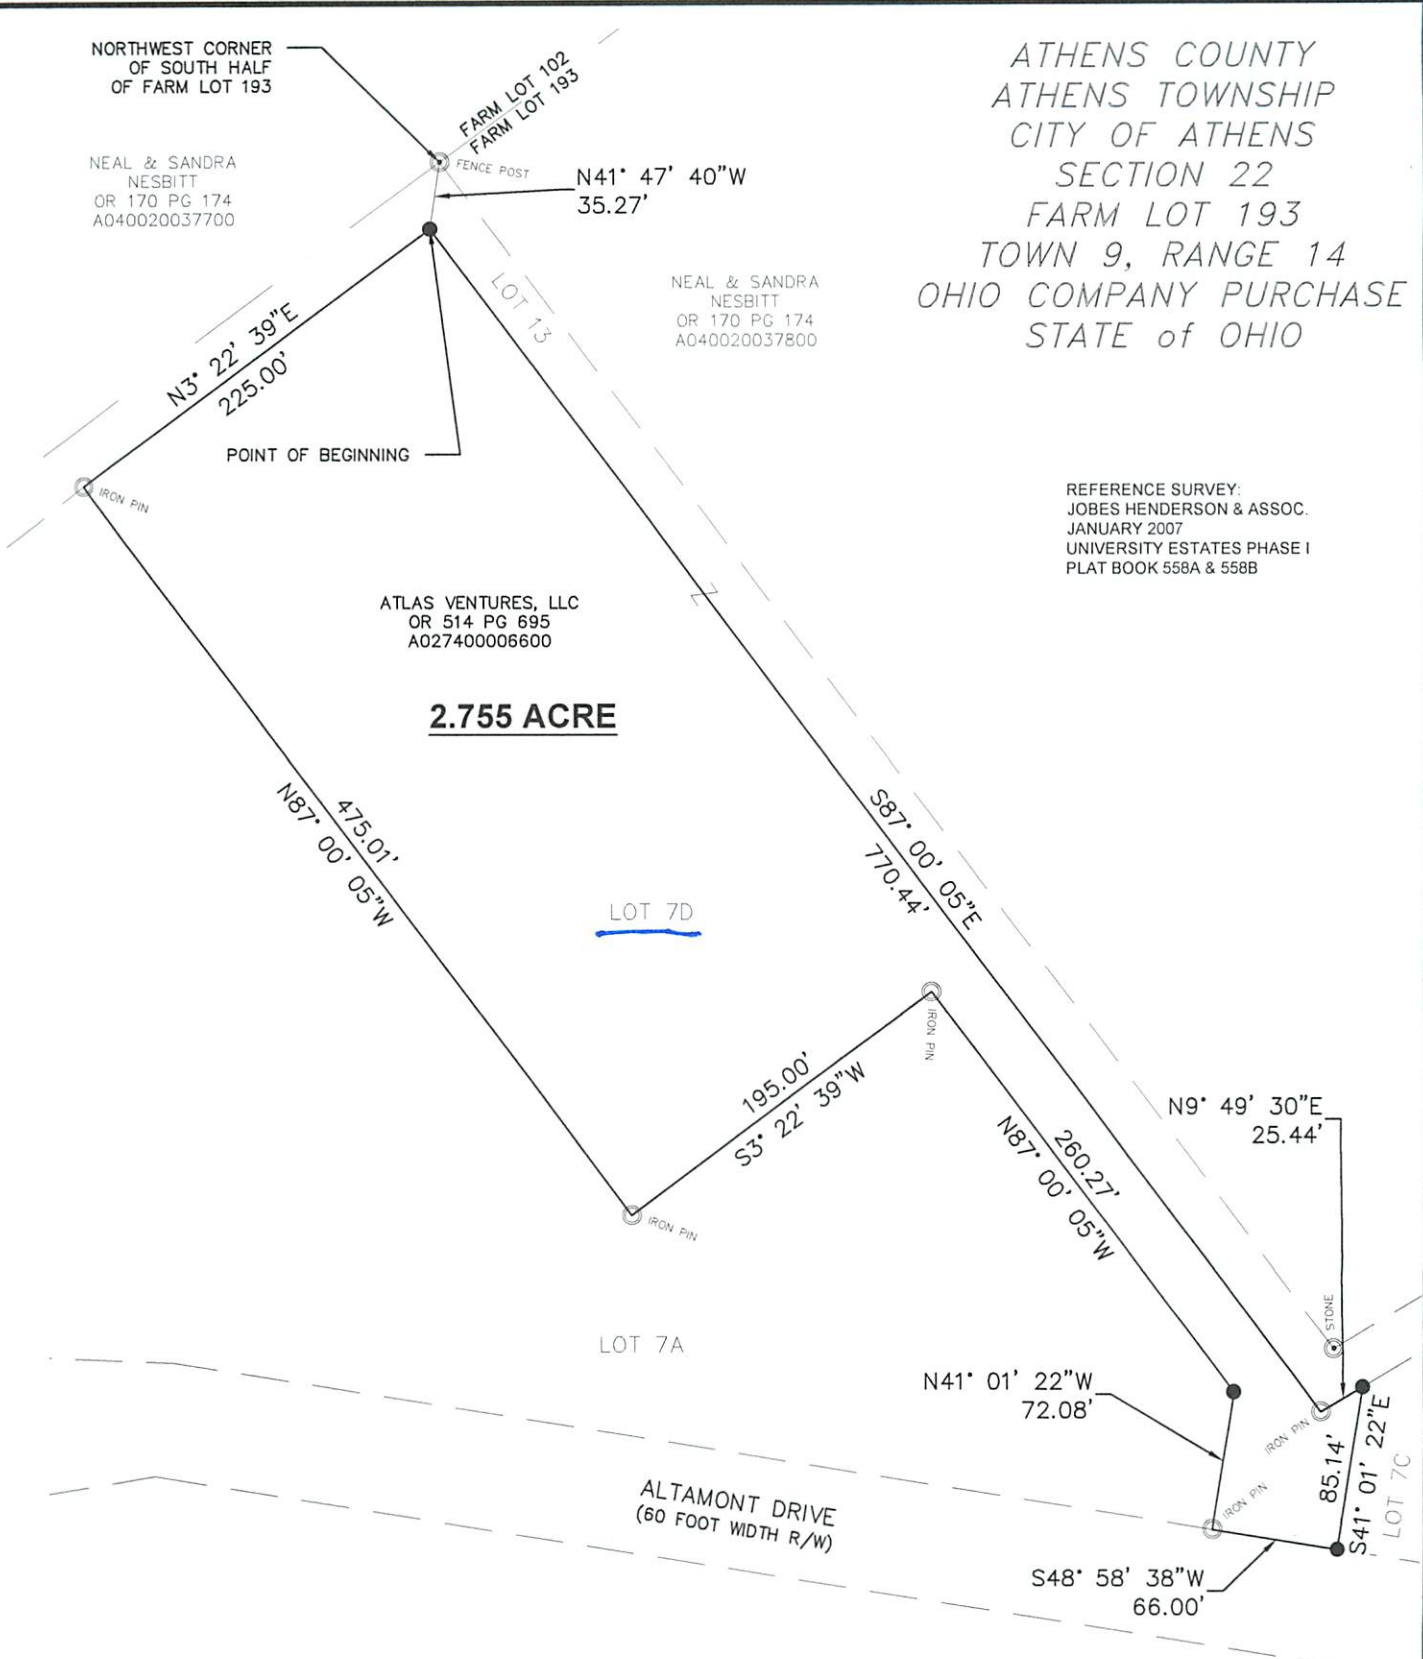 NORTHWEST CORNER
OF SOUTH HALF
OF FARM LOT 193
FARM LOT 102
FARM LOT 193
ATHENS COUNTY
ATHENS TOWNSHIP
CITY OF ATHENS
SECTION 22
FARM LOT 193
TOWN 9, RANGE 14
OHIO COMPANY PURCHASE
STATE of OHIO
NEAL & SANDRA
NESBITT
OR 170 PG 174
A040020037700
FENCE POST
N41° 47' 40"W
35.27'
LOT 13
NEAL & SANDRA
NESBITT
OR 170 PG 174
A040020037800
N3° 22' 39"E
225.00'
POINT OF BEGINNING
IRON PIN
REFERENCE SURVEY:
JOBES HENDERSON & ASSOC.
JANUARY 2007
UNIVERSITY ESTATES PHASE I
PLAT BOOK 558A & 558B
ATLAS VENTURES, LLC
OR 514 PG 695
A027400006600
2.755 ACRE
475.01'
N87° 00' 05"W
S87° 00' 05"E
770.44'
LOT 7D
IRON PIN
195.00'
S3° 22' 39"W
IRON PIN
260.27'
N87° 00' 05"W
N9° 49' 30"E
25.44'
STONE
LOT 7A
N41° 01' 22"W
72.08'
IRON PIN
IRON PIN
85.14'
S41° 01' 22"E
LOT 7C
ALTAMONT DRIVE
(60 FOOT WIDTH R/W)
S48° 58' 38"W
66.00'